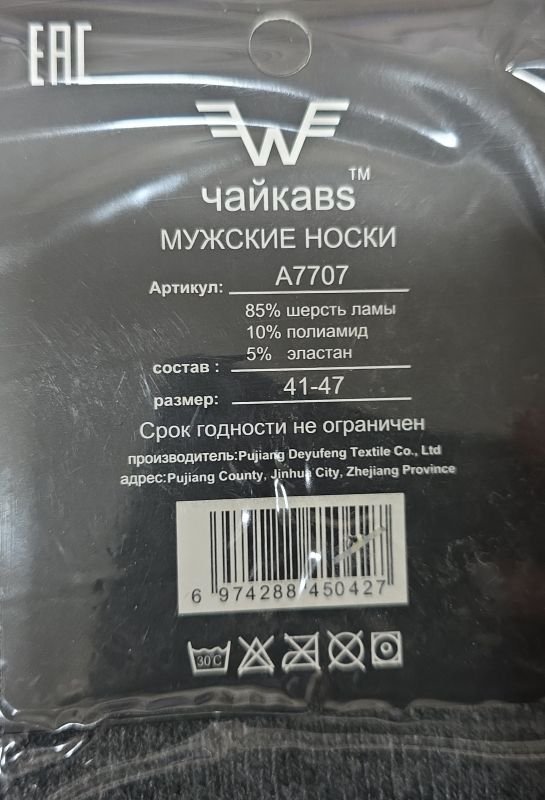 EAC
W
чайкавs™
МУЖСКИЕ НОСКИ
Артикул: A7707
85% шерсть ламы
10% полиамид
5% эластан
состав :
размер: 41-47
Срок годности не ограничен
производитель:Pujiang Deyufeng Textile Co., Ltd
адрес:Pujiang County, Jinhua City, Zhejiang Province
6 974288 450427
30°C